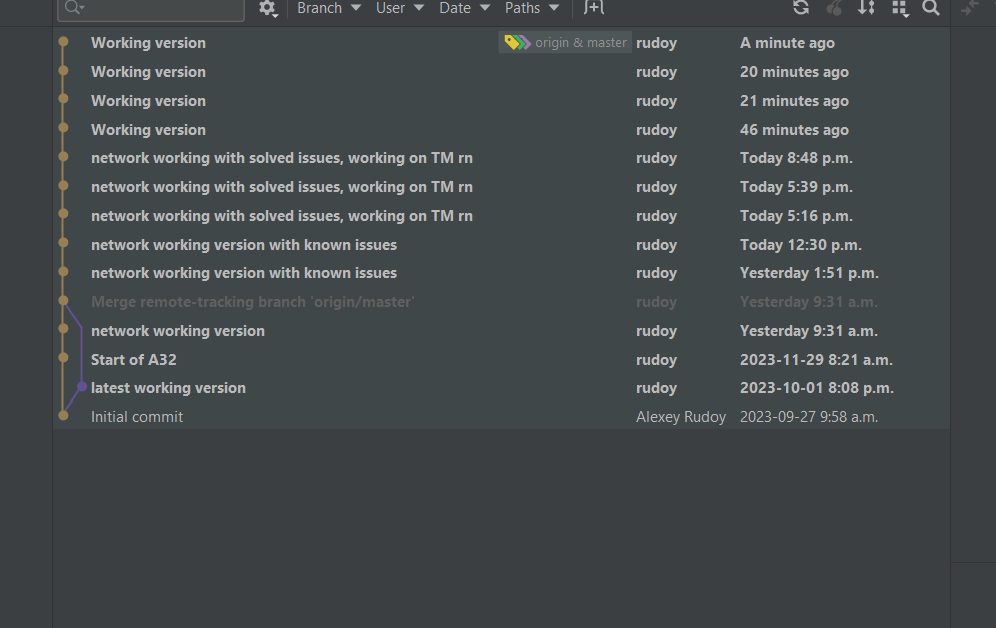 Branch User Date Paths
Working version origin & master rudoy A minute ago
Working version rudoy 20 minutes ago
Working version rudoy 21 minutes ago
Working version rudoy 46 minutes ago
network working with solved issues, working on TM rn rudoy Today 8:48 p.m.
network working with solved issues, working on TM rn rudoy Today 5:39 p.m.
network working with solved issues, working on TM rn rudoy Today 5:16 p.m.
network working version with known issues rudoy Today 12:30 p.m.
network working version with known issues rudoy Yesterday 1:51 p.m.
Merge remote-tracking branch 'origin/master' rudoy Yesterday 9:31 a.m.
network working version rudoy Yesterday 9:31 a.m.
Start of A32 rudoy 2023-11-29 8:21 a.m.
latest working version rudoy 2023-10-01 8:08 p.m.
Initial commit Alexey Rudoy 2023-09-27 9:58 a.m.